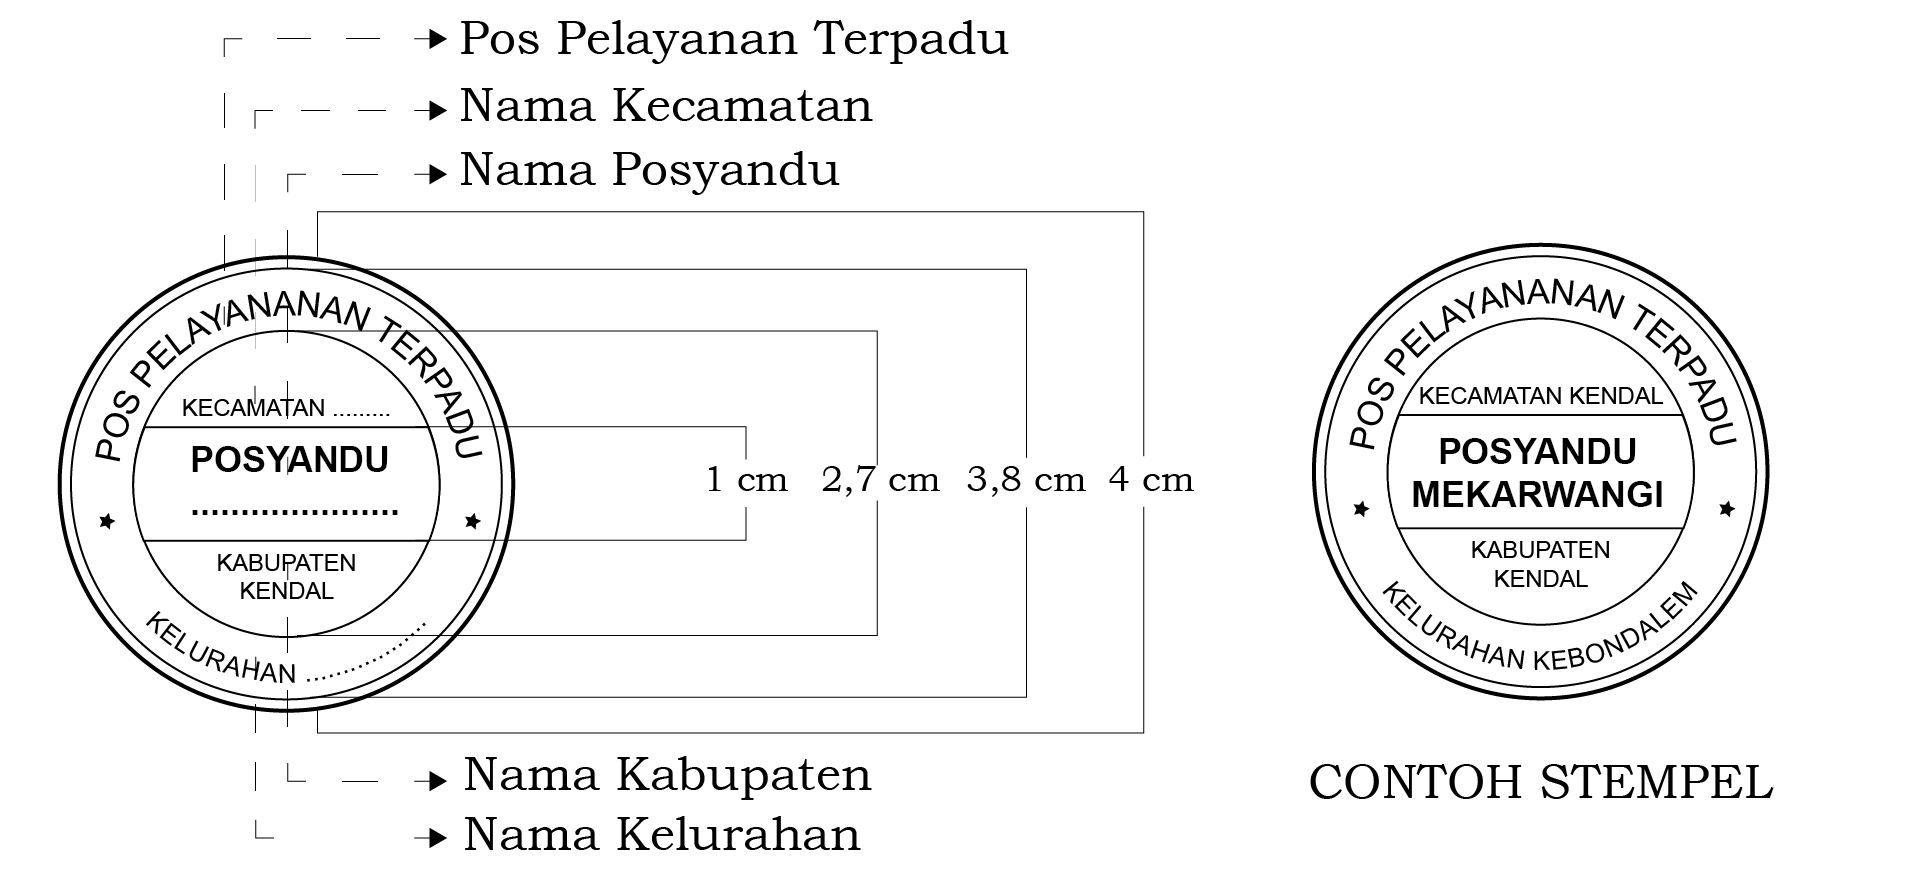 Pos Pelayanan Terpadu
Nama Kecamatan
Nama Posyandu
POS PELAYANANAN TERPADU
KECAMATAN .........
POSYANDU
.....................
KABUPATEN
KENDAL
KELURAHAN ....................
1 cm 2,7 cm 3,8 cm 4 cm
Nama Kabupaten
Nama Kelurahan
POS PELAYANANAN TERPADU
KECAMATAN KENDAL
POSYANDU
MEKARWANGI
KABUPATEN
KENDAL
KELURAHAN KEBONDALEM
CONTOH STEMPEL